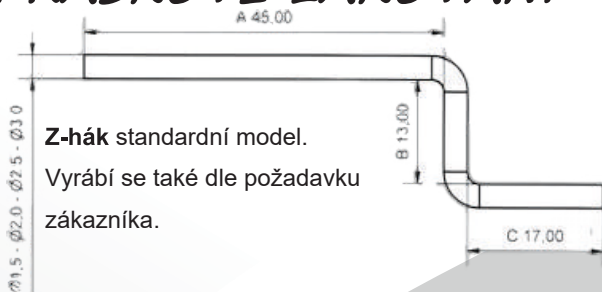 A 45,00
Z-hák standardní model.
Vyrábí se také dle požadavku
zákazníka.
B 13,00
C 17,00
Ø1,5 - Ø2,0 - Ø2,5 - Ø3,0